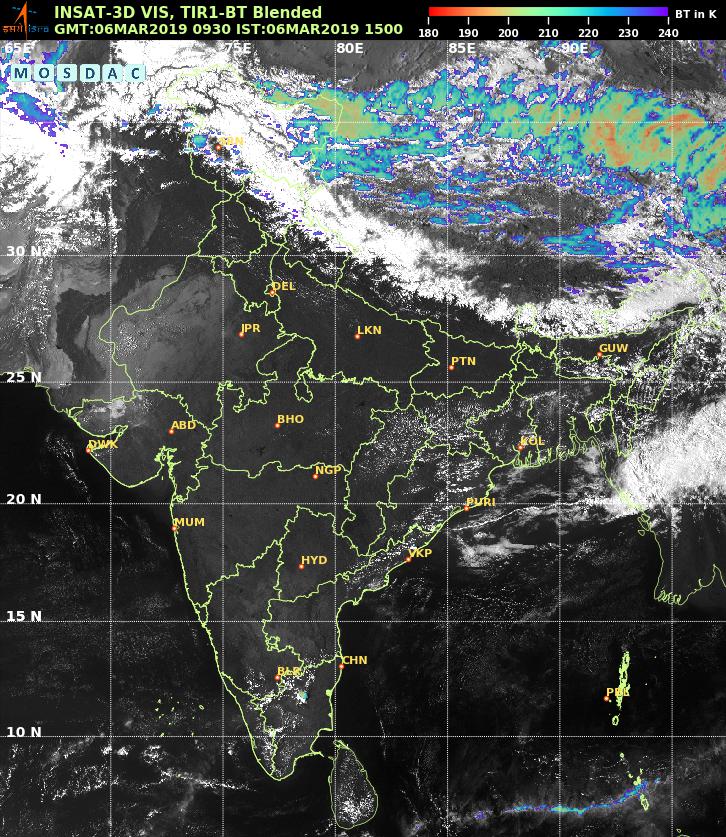 INSAT-3D VIS, TIR1-BT Blended
GMT:06MAR2019 0930 IST:06MAR2019 1500
BT in K
180 190 200 210 220 230 240
65E 75E 80E 85E 90E
M O S D A C
SRN
30 N
DEL
JPR
LKN
GUW
PTN
25 N
ABD
BHO
DWK
KOL
NGP
20 N
PURI
MUM
VKP
HYD
15 N
CHN
BLR
PBL
10 N